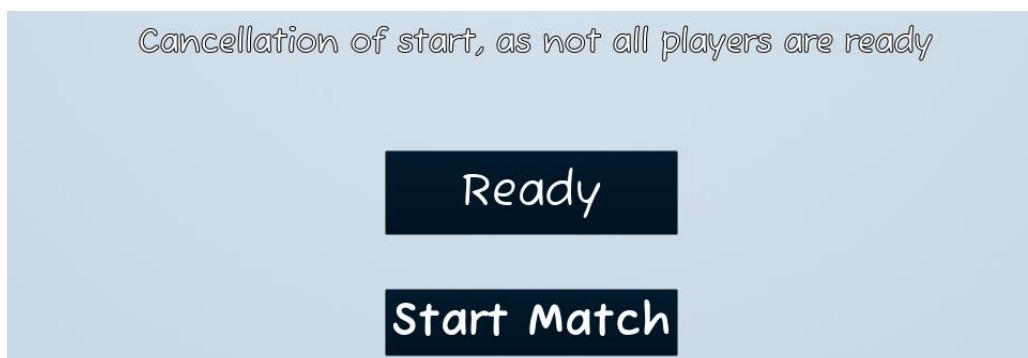 Cancellation of start, as not all players are ready
Ready
Start Match